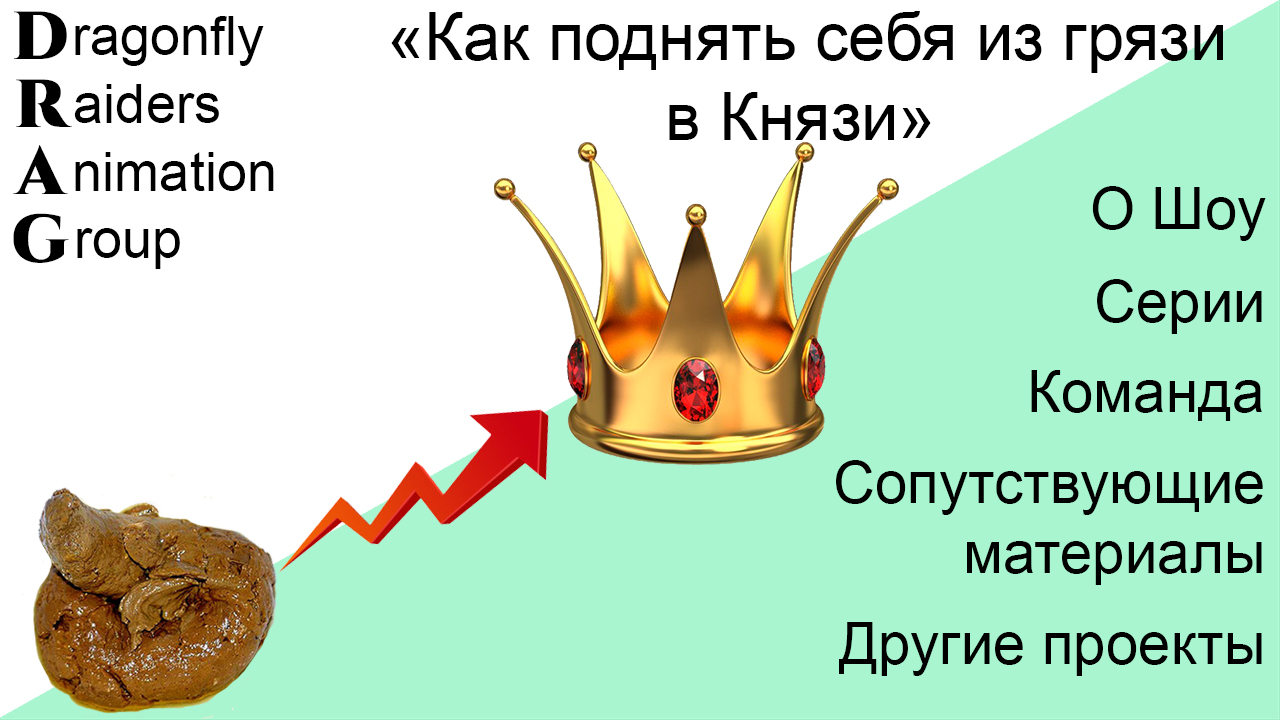 Dragonfly
Raiders
Animation
Group
«Как поднять себя из грязи
в Князи»
О Шоу
Серии
Команда
Сопутствующие
материалы
Другие проекты